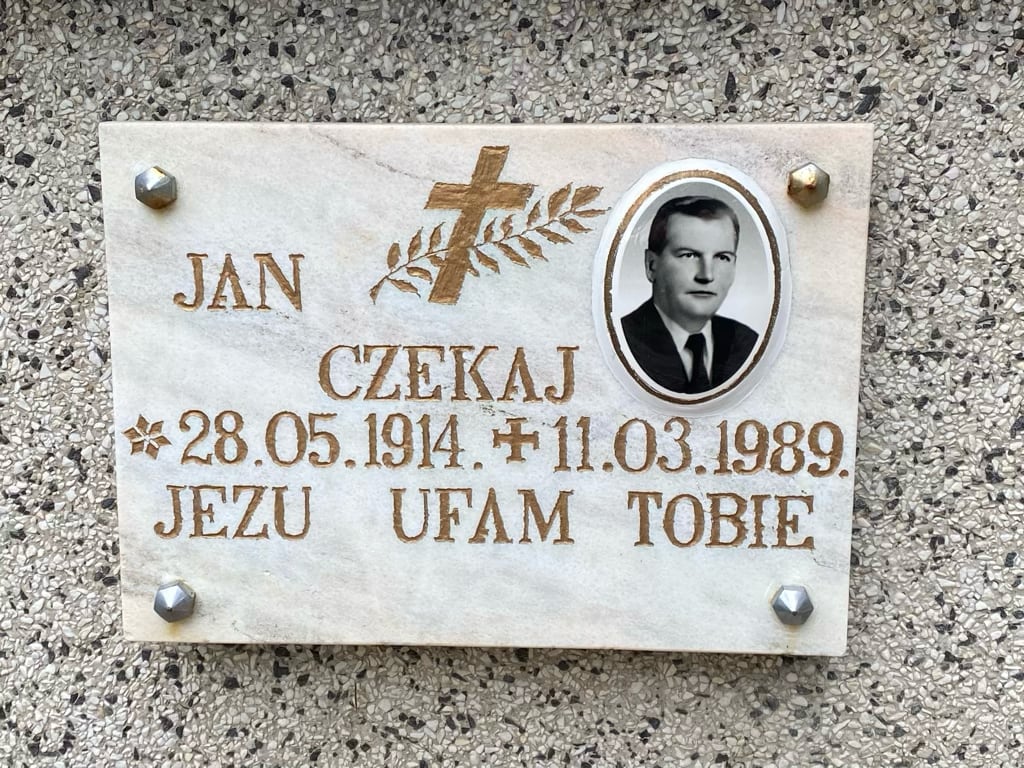 JAN
CZEKAJ
28.05.1914. 11.03.1989.
JEZU UFAM TOBIE